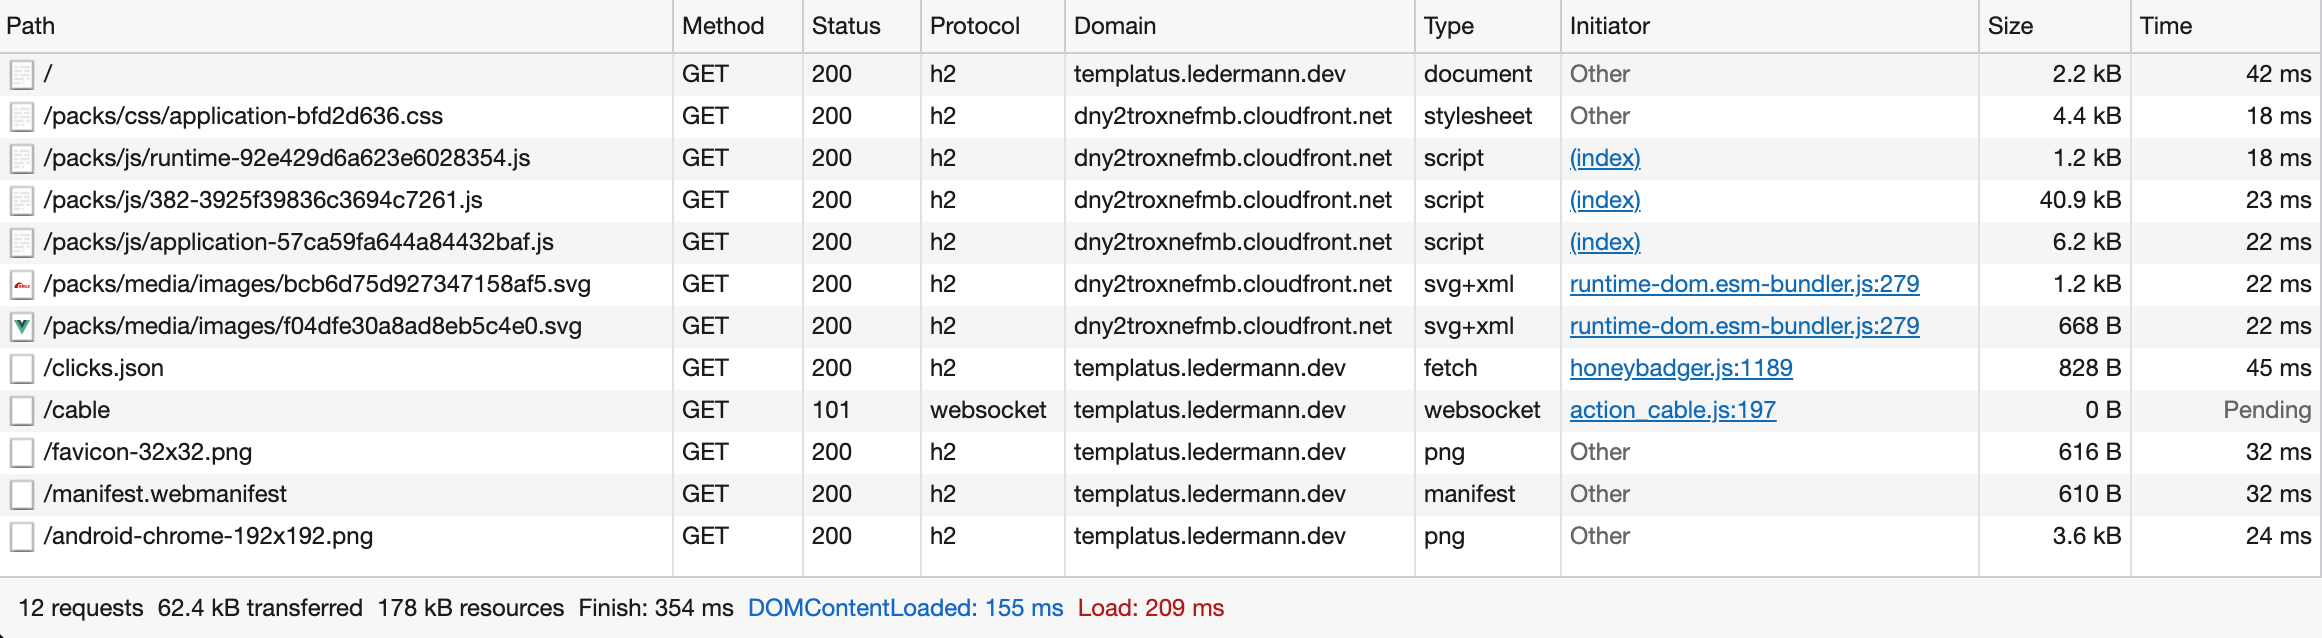 Path Method Status Protocol Domain Type Initiator Size Time
/ GET 200 h2 templatus.ledermann.dev document Other 2.2 kB 42 ms
/packs/css/application-bfd2d636.css GET 200 h2 dny2troxnefmb.cloudfront.net stylesheet Other 4.4 kB 18 ms
/packs/js/runtime-92e429d6a623e6028354.js GET 200 h2 dny2troxnefmb.cloudfront.net script (index) 1.2 kB 18 ms
/packs/js/382-3925f39836c3694c7261.js GET 200 h2 dny2troxnefmb.cloudfront.net script (index) 40.9 kB 23 ms
/packs/js/application-57ca59fa644a84432baf.js GET 200 h2 dny2troxnefmb.cloudfront.net script (index) 6.2 kB 22 ms
/packs/media/images/bcb6d75d927347158af5.svg GET 200 h2 dny2troxnefmb.cloudfront.net svg+xml runtime-dom.esm-bundler.js:279 1.2 kB 22 ms
/packs/media/images/f04dfe30a8ad8eb5c4e0.svg GET 200 h2 dny2troxnefmb.cloudfront.net svg+xml runtime-dom.esm-bundler.js:279 668 B 22 ms
/clicks.json GET 200 h2 templatus.ledermann.dev fetch honeybadger.js:1189 828 B 45 ms
/cable GET 101 websocket templatus.ledermann.dev websocket action_cable.js:197 0 B Pending
/favicon-32x32.png GET 200 h2 templatus.ledermann.dev png Other 616 B 32 ms
/manifest.webmanifest GET 200 h2 templatus.ledermann.dev manifest Other 610 B 32 ms
/android-chrome-192x192.png GET 200 h2 templatus.ledermann.dev png Other 3.6 kB 24 ms
12 requests 62.4 kB transferred 178 kB resources Finish: 354 ms DOMContentLoaded: 155 ms Load: 209 ms